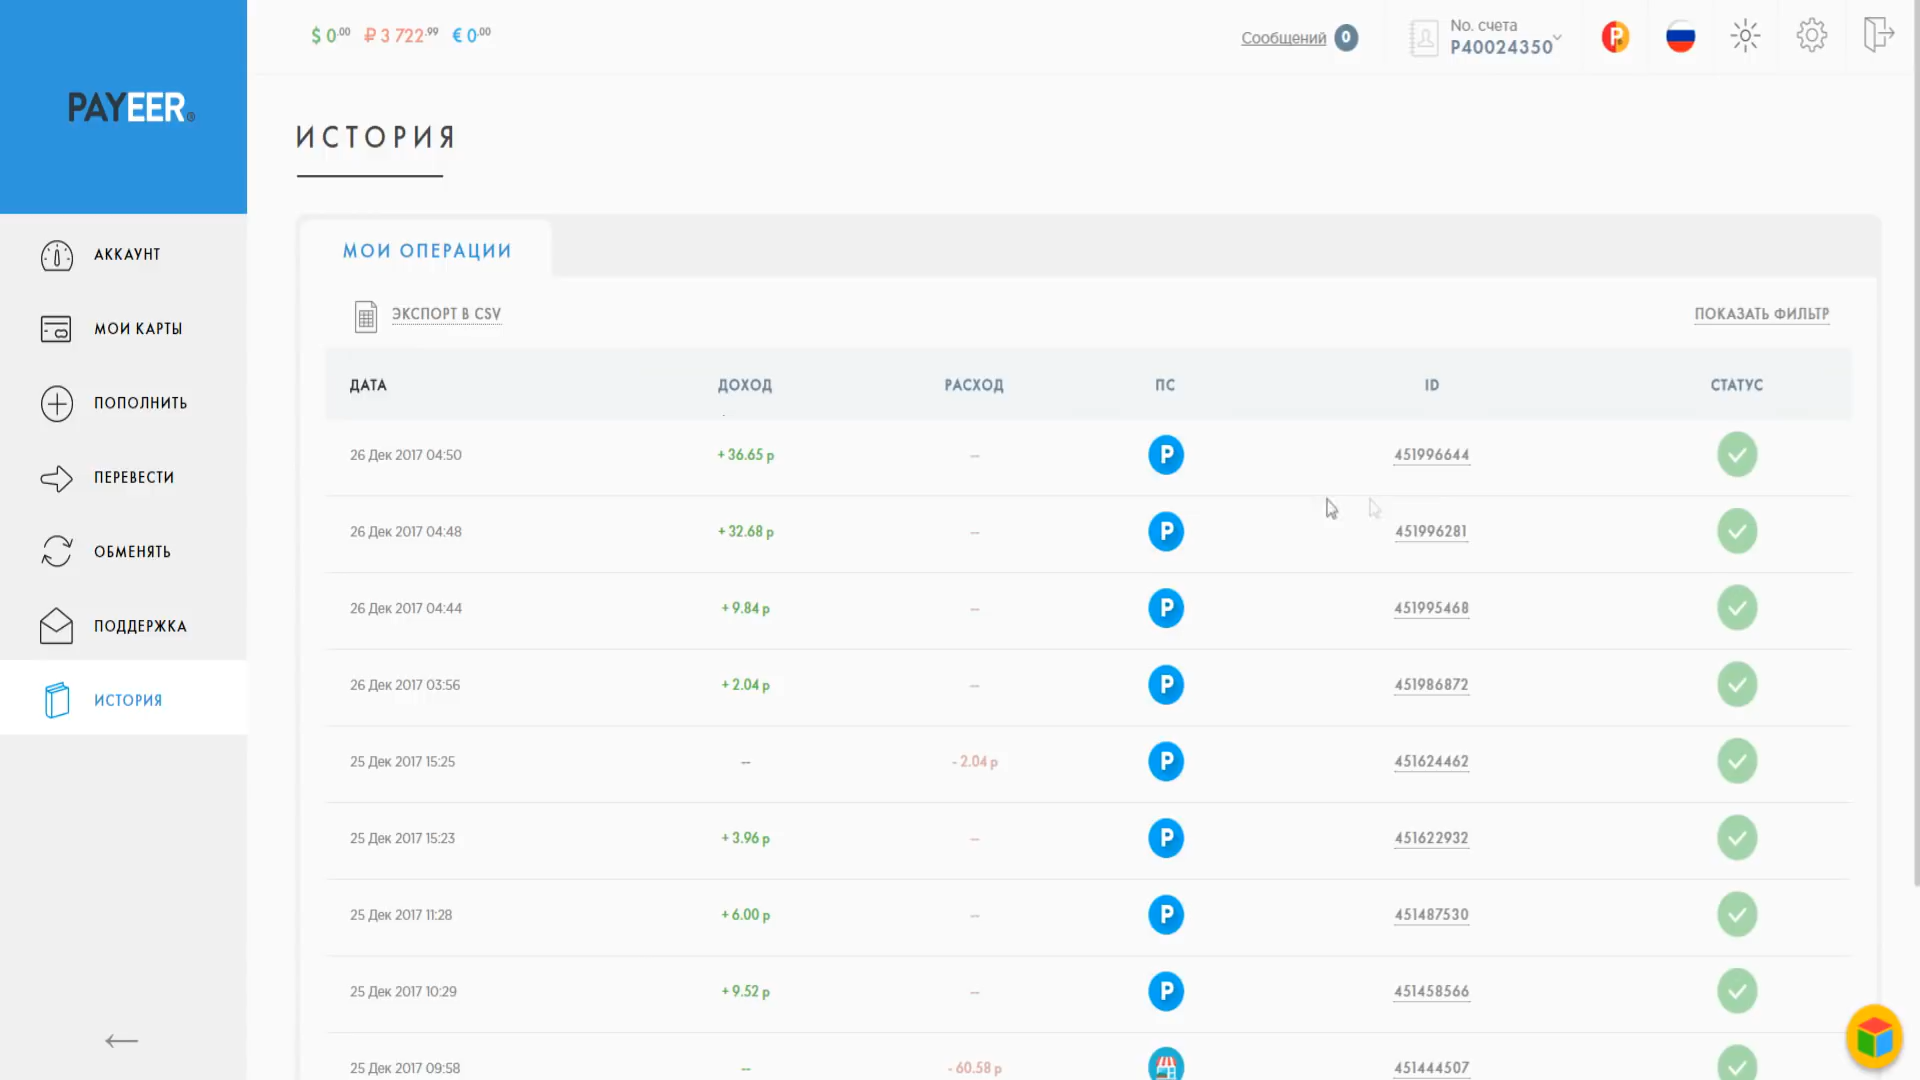 $ 0.00 ₽ 3 722.99 € 0.00
Сообщений 0
No. счета
P40024350
PAYEER®
ИСТОРИЯ
АККАУНТ
МОИ КАРТЫ
ПОПОЛНИТЬ
ПЕРЕВЕСТИ
ОБМЕНЯТЬ
ПОДДЕРЖКА
ИСТОРИЯ
МОИ ОПЕРАЦИИ
ЭКСПОРТ В CSV
ПОКАЗАТЬ ФИЛЬТР
ДАТА ДОХОД РАСХОД ПС ID СТАТУС
26 Дек 2017 04:50 + 36.65 р -- P 451996644
26 Дек 2017 04:48 + 32.68 р -- P 451996281
26 Дек 2017 04:44 + 9.84 р -- P 451995468
26 Дек 2017 03:56 + 2.04 р -- P 451986872
25 Дек 2017 15:25 -- - 2.04 р P 451624462
25 Дек 2017 15:23 + 3.96 р -- P 451622932
25 Дек 2017 11:28 + 6.00 р -- P 451487530
25 Дек 2017 10:29 + 9.52 р -- P 451458566
25 Дек 2017 09:58 -- - 60.58 р 451444507